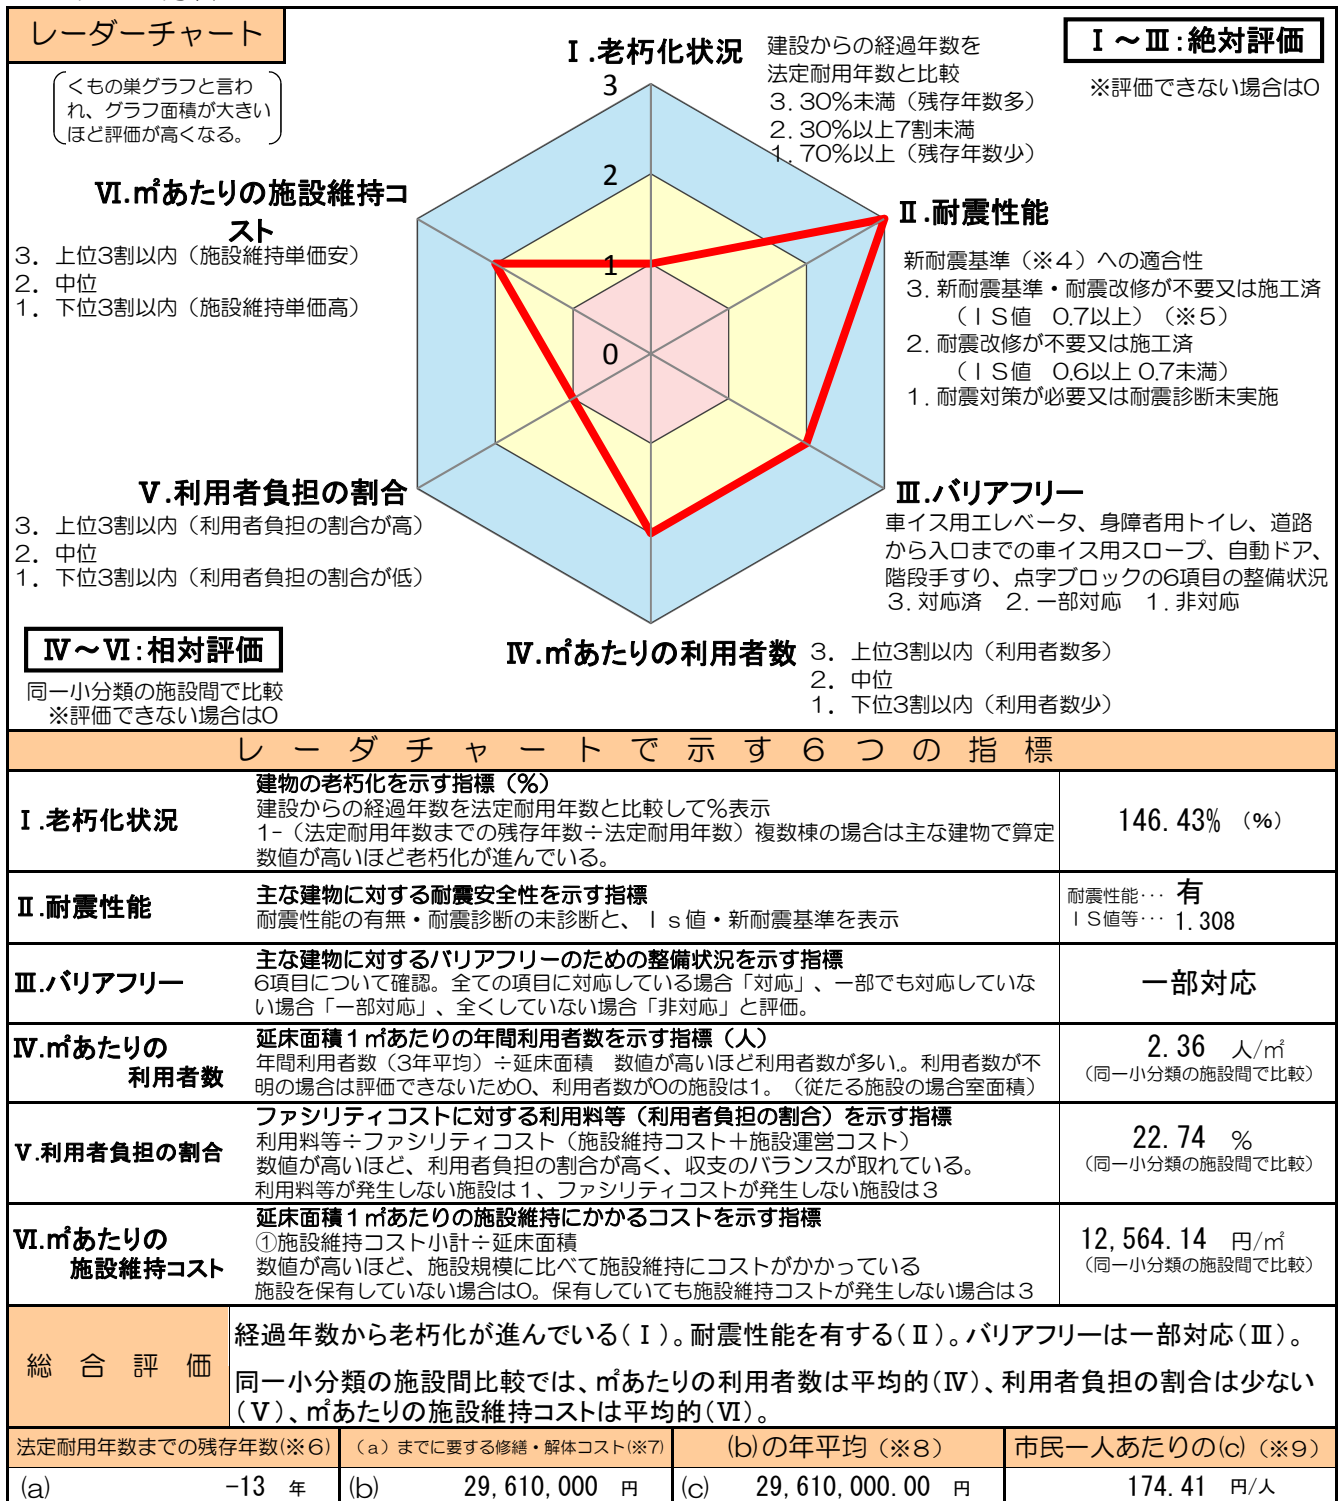 レーダーチャート
くもの巣グラフと言わ
れ、グラフ面積が大きい
ほど評価が高くなる。
Ⅰ～Ⅲ:絶対評価
※評価できない場合は0
Ⅰ.老朽化状況
建設からの経過年数を
法定耐用年数と比較
3.30%未満（残存年数多）
2.30%以上7割未満
1.70%以上（残存年数少）
3
2
1
0
Ⅱ.耐震性能
新耐震基準（※4）への適合性
3.新耐震基準・耐震改修が不要又は施工済
（ＩＳ値　0.7以上）（※5）
2.耐震改修が不要又は施工済
（ＩＳ値　0.6以上 0.7未満）
1.耐震対策が必要又は耐震診断未実施
Ⅲ.バリアフリー
車イス用エレベータ、身障者用トイレ、道路
から入口までの車イス用スロープ、自動ドア、
階段手すり、点字ブロックの6項目の整備状況
3.対応済　2.一部対応　1.非対応
Ⅳ.㎡あたりの利用者数
3.　上位3割以内（利用者数多）
2.　中位
1.　下位3割以内（利用者数少）
Ⅴ.利用者負担の割合
3.　上位3割以内（利用者負担の割合が高）
2.　中位
1.　下位3割以内（利用者負担の割合が低）
Ⅵ.㎡あたりの施設維持コ
スト
3.　上位3割以内（施設維持単価安）
2.　中位
1.　下位3割以内（施設維持単価高）
Ⅳ～Ⅵ:相対評価
同一小分類の施設間で比較
※評価できない場合は0
レーダチャートで示す6つの指標
Ⅰ.老朽化状況
建物の老朽化を示す指標（%）
建設からの経過年数を法定耐用年数と比較して%表示
1-（法定耐用年数までの残存年数÷法定耐用年数）複数棟の場合は主な建物で算定
数値が高いほど老朽化が進んでいる。
146.43%（%）
Ⅱ.耐震性能
主な建物に対する耐震安全性を示す指標
耐震性能の有無・耐震診断の未診断と、Ｉｓ値・新耐震基準を表示
耐震性能･･･ 有
ＩＳ値等･･･ 1.308
Ⅲ.バリアフリー
主な建物に対するバリアフリーのための整備状況を示す指標
6項目について確認。全ての項目に対応している場合「対応」、一部でも対応していな
い場合「一部対応」、全くしていない場合「非対応」と評価。
一部対応
Ⅳ.㎡あたりの
利用者数
延床面積１㎡あたりの年間利用者数を示す指標（人）
年間利用者数（3年平均）÷延床面積　数値が高いほど利用者数が多い。利用者数が不
明の場合は評価できないため0、利用者数が0の施設は1。（従たる施設の場合室面積）
2.36　人/㎡
（同一小分類の施設間で比較）
Ⅴ.利用者負担の割合
ファシリティコストに対する利用料等（利用者負担の割合）を示す指標
利用料等÷ファシリティコスト（施設維持コスト＋施設運営コスト）
数値が高いほど、利用者負担の割合が高く、収支のバランスが取れている。
利用料等が発生しない施設は１、ファシリティコストが発生しない施設は３
22.74　%
（同一小分類の施設間で比較）
Ⅵ.㎡あたりの
施設維持コスト
延床面積１㎡あたりの施設維持にかかるコストを示す指標
①施設維持コスト小計÷延床面積
数値が高いほど、施設規模に比べて施設維持にコストがかかっている
施設を保有していない場合は0。保有していても施設維持コストが発生しない場合は３
12,564.14　円/㎡
（同一小分類の施設間で比較）
総合評価
経過年数から老朽化が進んでいる(Ⅰ)。耐震性能を有する(Ⅱ)。バリアフリーは一部対応(Ⅲ)。
同一小分類の施設間比較では、㎡あたりの利用者数は平均的(Ⅳ)、利用者負担の割合は少ない
(Ⅴ)、㎡あたりの施設維持コストは平均的(Ⅵ)。
法定耐用年数までの残存年数(※6)
（a）までに要する修繕・解体コスト(※7)
(b)の年平均（※8）
市民一人あたりの(c)（※9）
(a)　-13　年
(b)　29,610,000　円
(c)　29,610,000.00　円
174.41　円/人